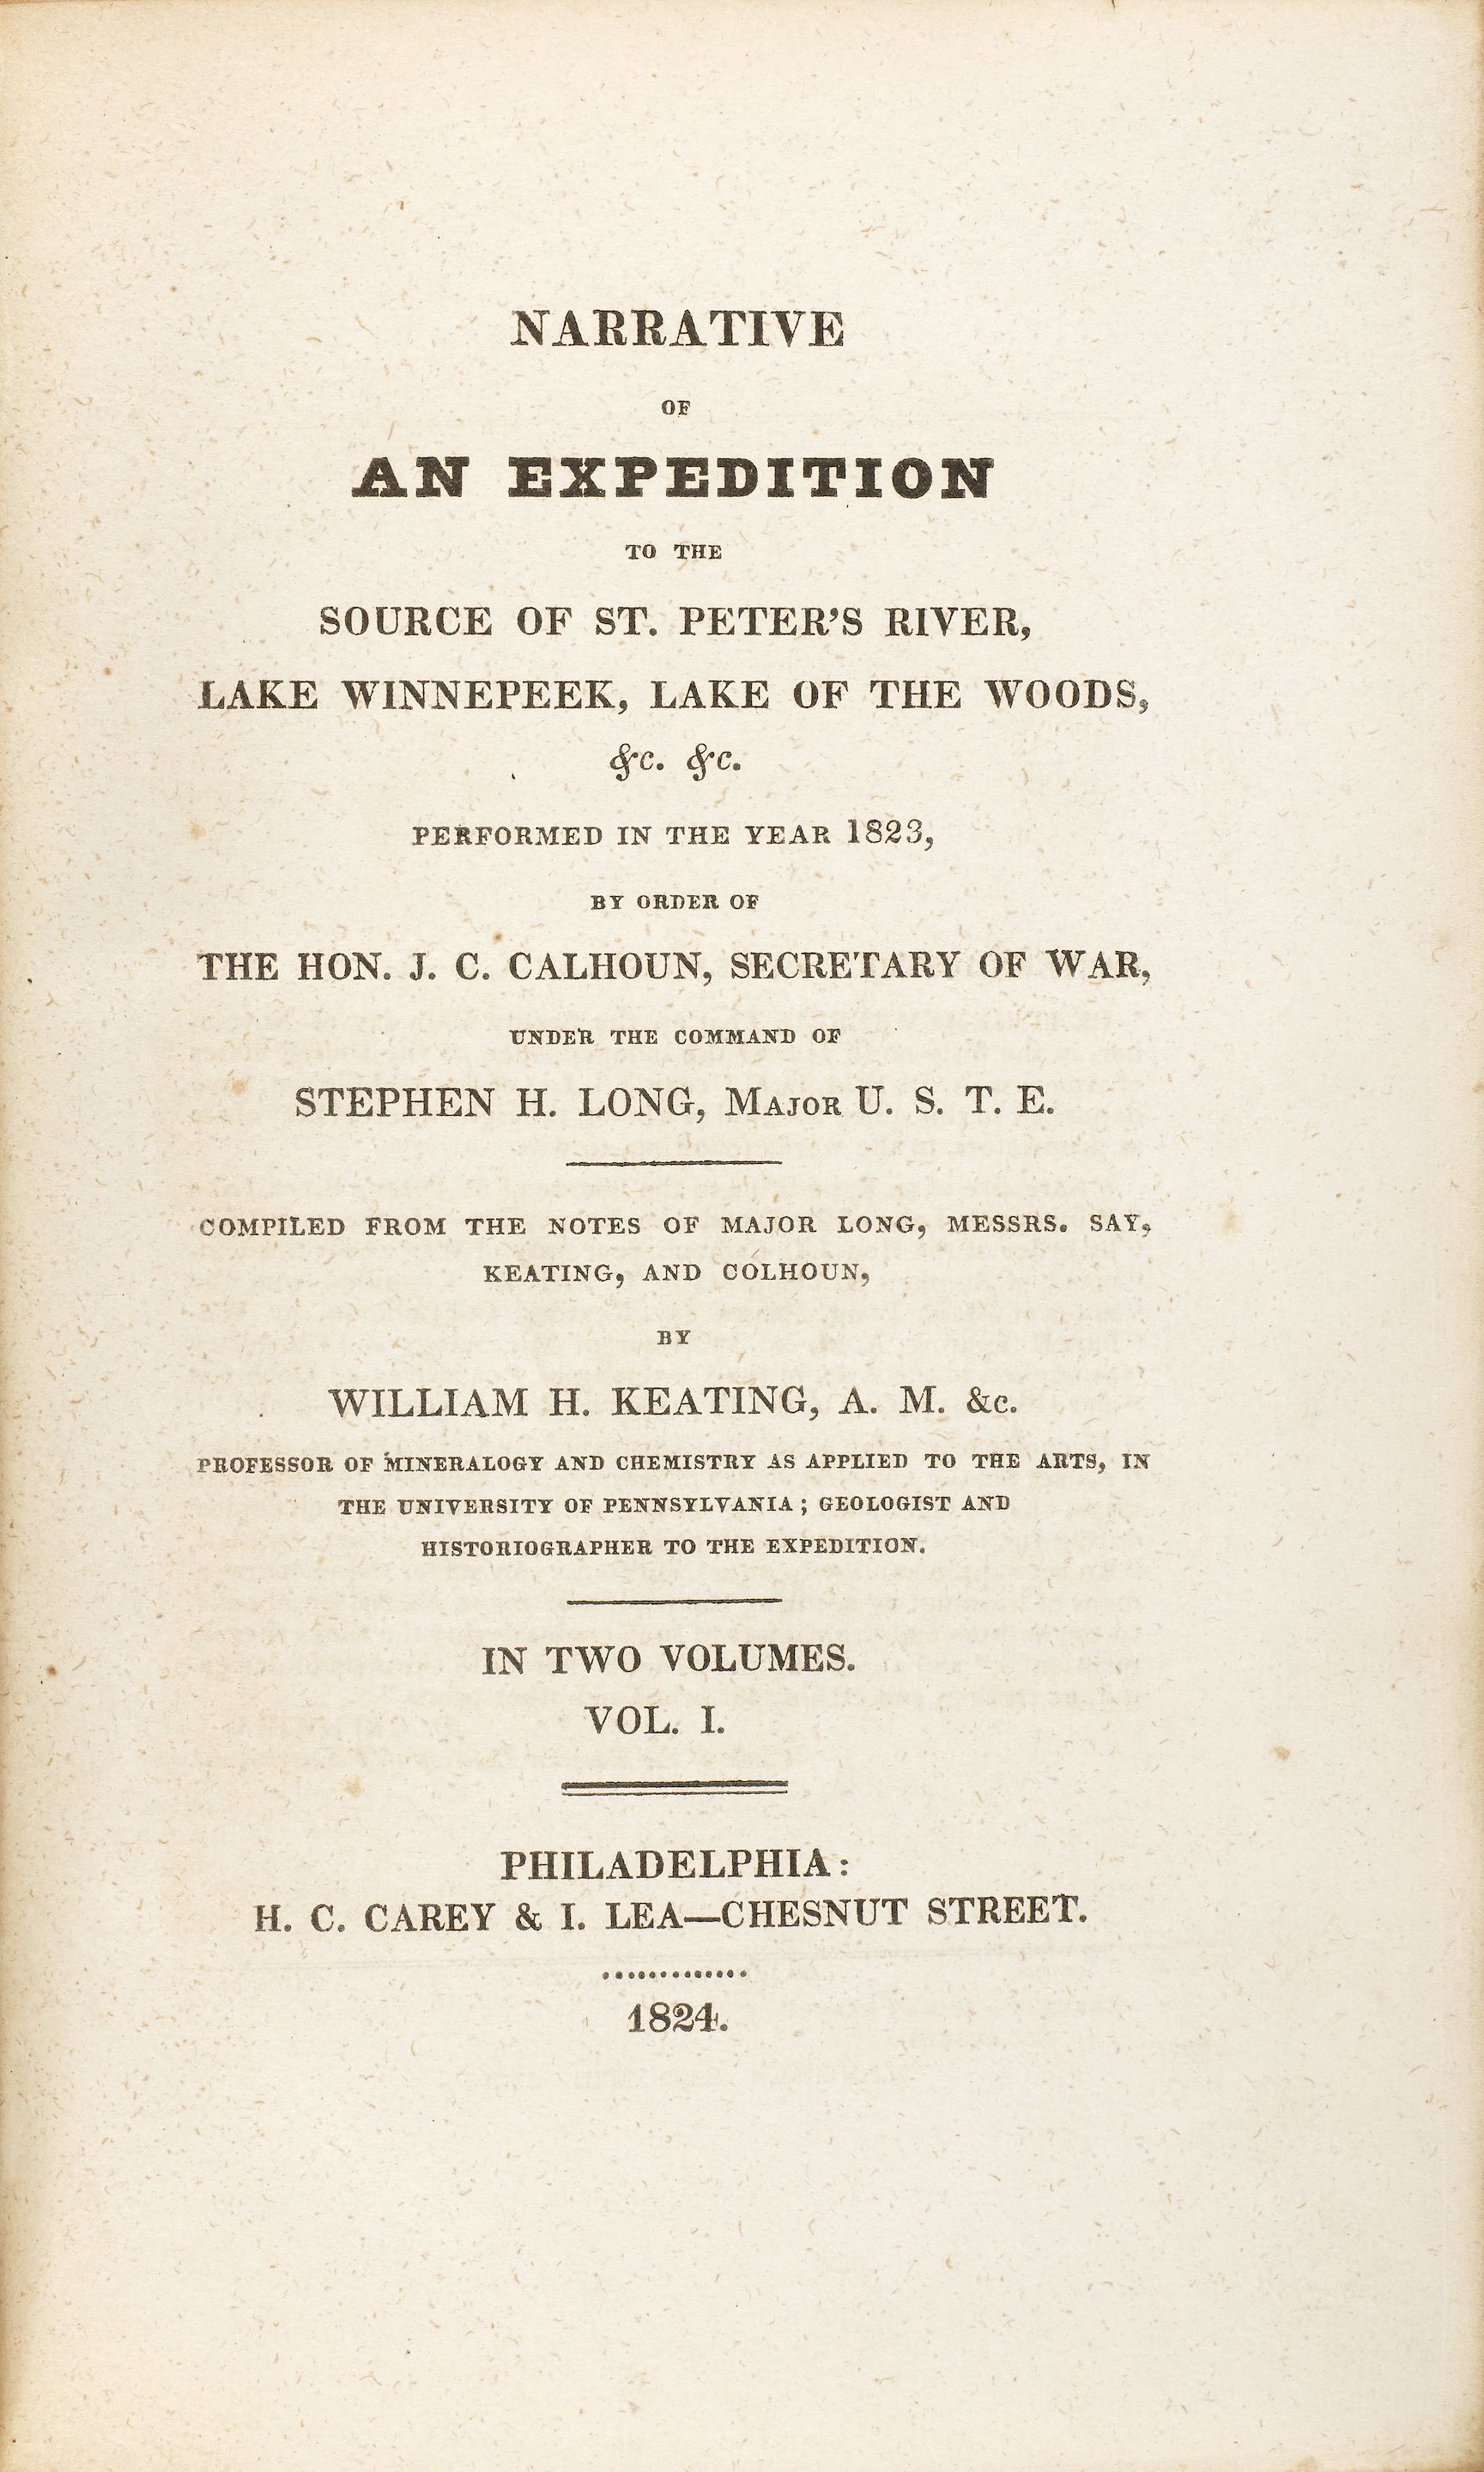 NARRATIVE
OF
AN EXPEDITION
TO THE
SOURCE OF ST. PETER'S RIVER,
LAKE WINNEPEEK, LAKE OF THE WOODS,
&c. &c.
PERFORMED IN THE YEAR 1823,
BY ORDER OF
THE HON. J. C. CALHOUN, SECRETARY OF WAR,
UNDER THE COMMAND OF
STEPHEN H. LONG, MAJOR U. S. T. E.
COMPILED FROM THE NOTES OF MAJOR LONG, MESSRS. SAY,
KEATING, AND COLHOUN,
BY
WILLIAM H. KEATING, A. M. &c.
PROFESSOR OF MINERALOGY AND CHEMISTRY AS APPLIED TO THE ARTS, IN
THE UNIVERSITY OF PENNSYLVANIA; GEOLOGIST AND
HISTORIOGRAPHER TO THE EXPEDITION.
IN TWO VOLUMES.
VOL. I.
PHILADELPHIA:
H. C. CAREY & I. LEA—CHESNUT STREET.
.............
1824.